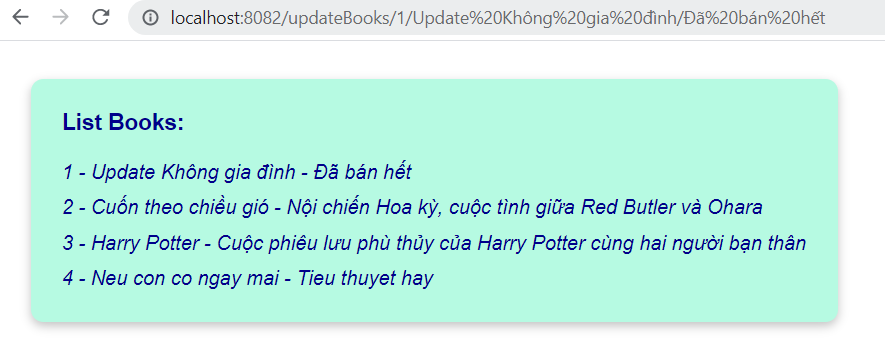 localhost:8082/updateBooks/1/Update%20Không%20gia%20đình/Đã%20bán%20hết
List Books:
1 - Update Không gia đình - Đã bán hết
2 - Cuốn theo chiều gió - Nội chiến Hoa kỳ, cuộc tình giữa Red Butler và Ohara
3 - Harry Potter - Cuộc phiêu lưu phù thủy của Harry Potter cùng hai người bạn thân
4 - Neu con co ngay mai - Tieu thuyet hay